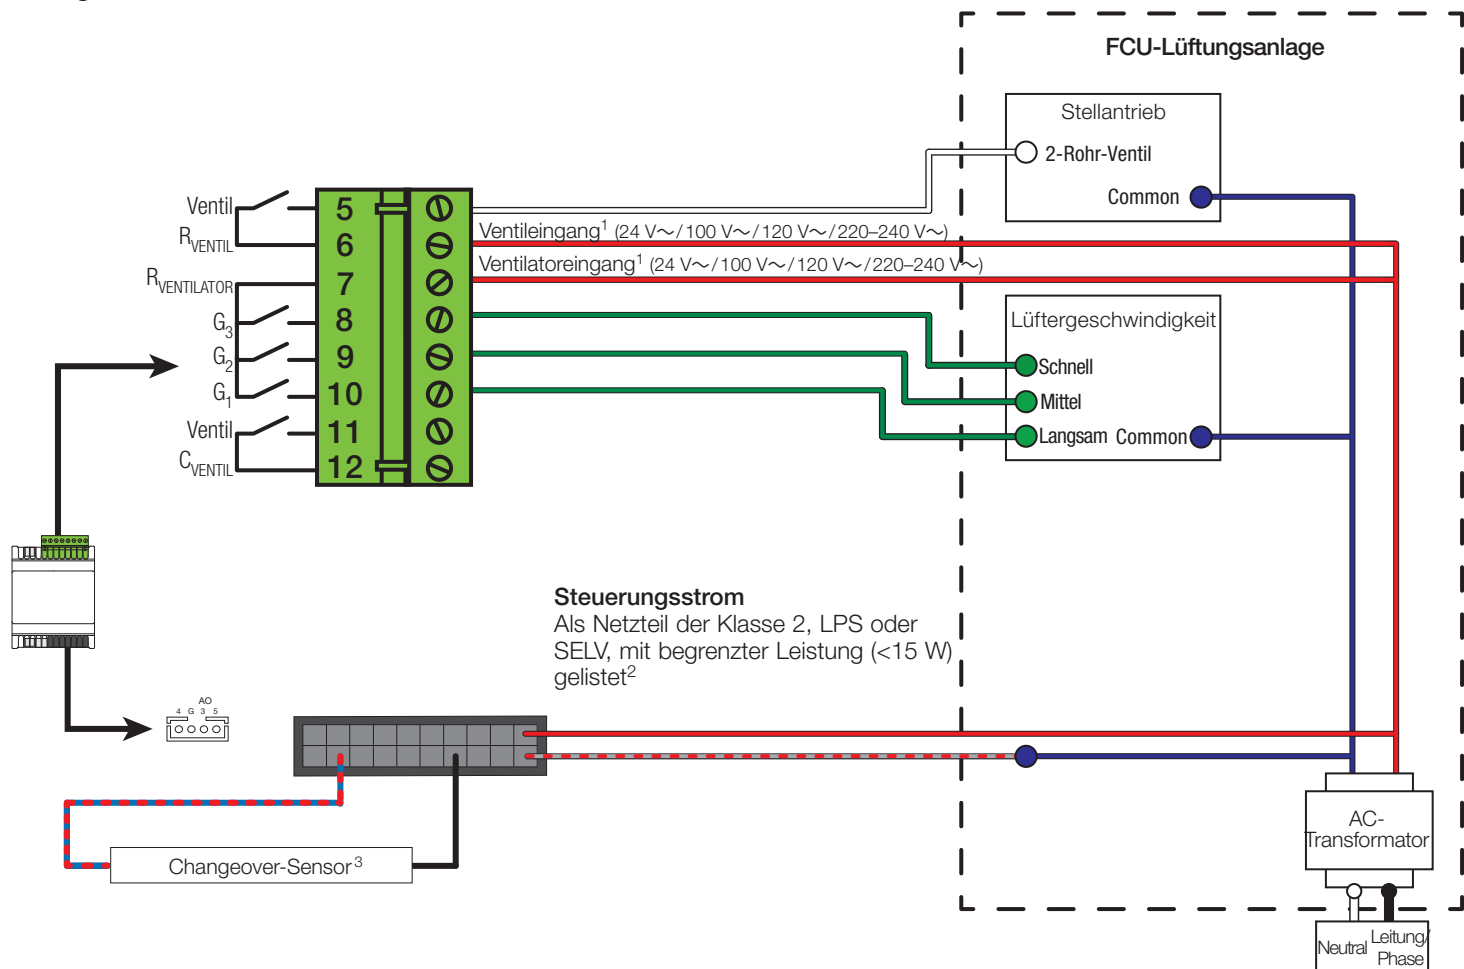 FCU-Lüftungsanlage
Stellantrieb
2-Rohr-Ventil
Common
Ventil
R_VENTIL
R_VENTILATOR
G3
G2
G1
Ventil
C_VENTIL
5
6
7
8
9
10
11
12
Ventileingang¹ (24 V~/100 V~/120 V~/220–240 V~)
Ventilatoreingang¹ (24 V~/100 V~/120 V~/220–240 V~)
Lüftergeschwindigkeit
Schnell
Mittel
Langsam Common
Steuerungsstrom
Als Netzteil der Klasse 2, LPS oder
SELV, mit begrenzter Leistung (<15 W)
gelistet²
AO
4 G 3 5
Changeover-Sensor³
AC-
Transformator
Neutral
Leitung/
Phase